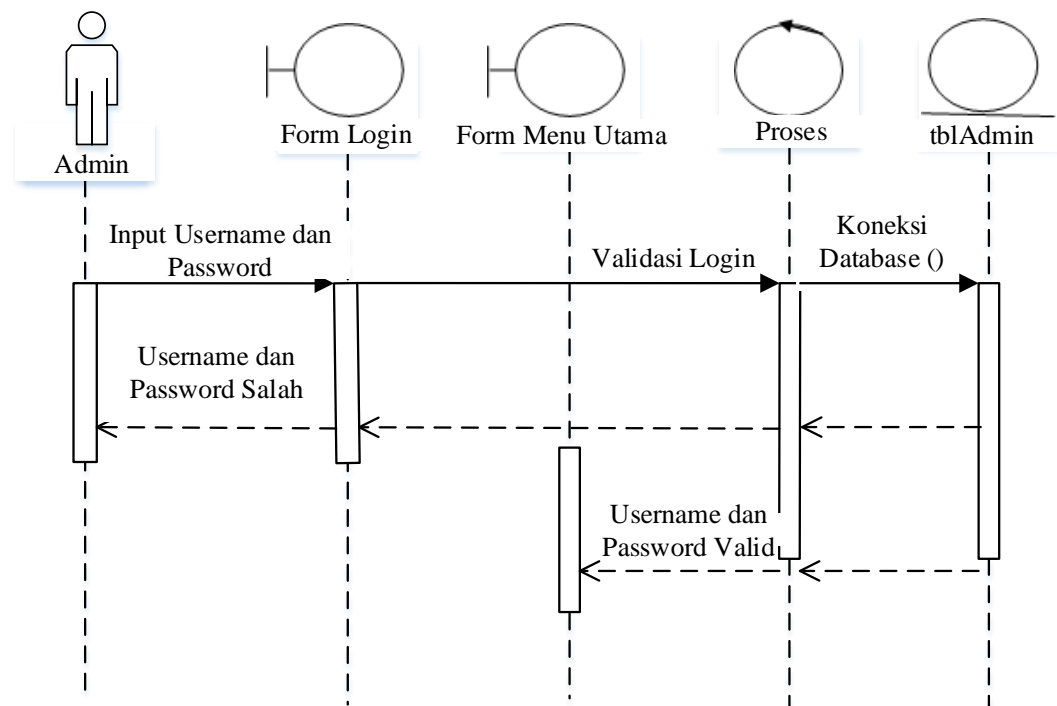 Admin
Form Login
Form Menu Utama
Proses
tblAdmin
Input Username dan
Password
Validasi Login
Koneksi
Database ()
Username dan
Password Salah
Username dan
Password Valid